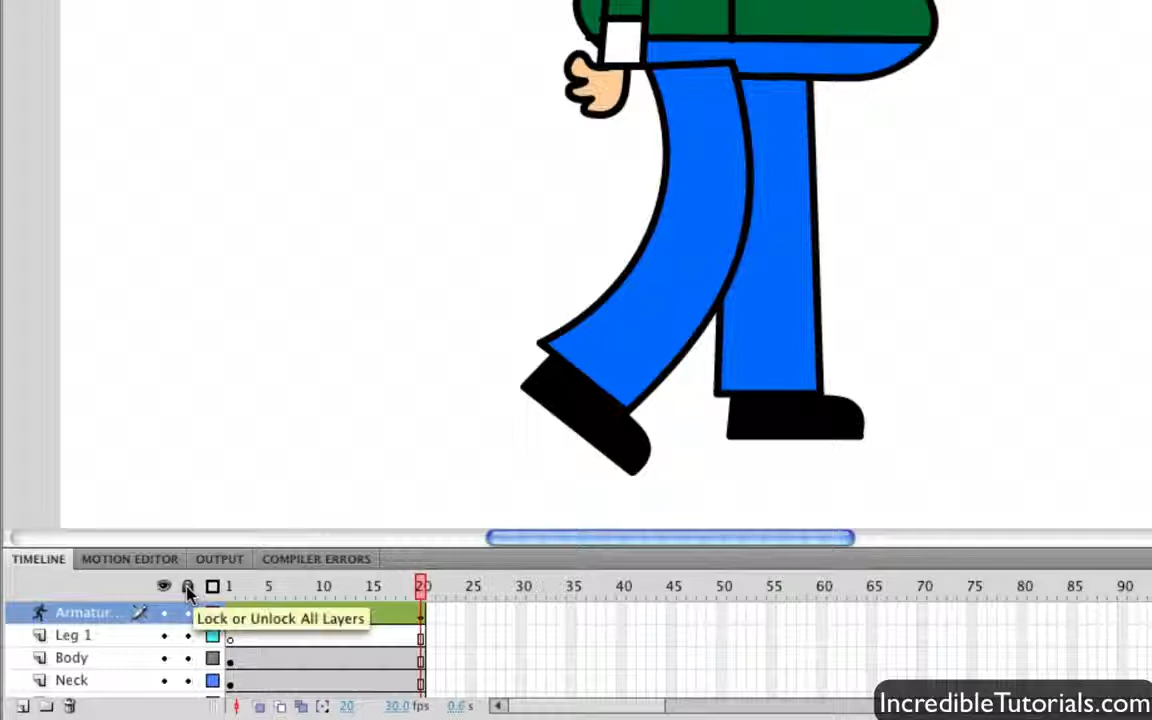 TIMELINE MOTION EDITOR OUTPUT COMPILER ERRORS
1 5 10 15 20 25 30 35 40 45 50 55 60 65 70 75 80 85 90
Armatur...
Lock or Unlock All Layers
Leg 1
Body
Neck
20 30.0 fps 0.6 s
IncredibleTutorials.com